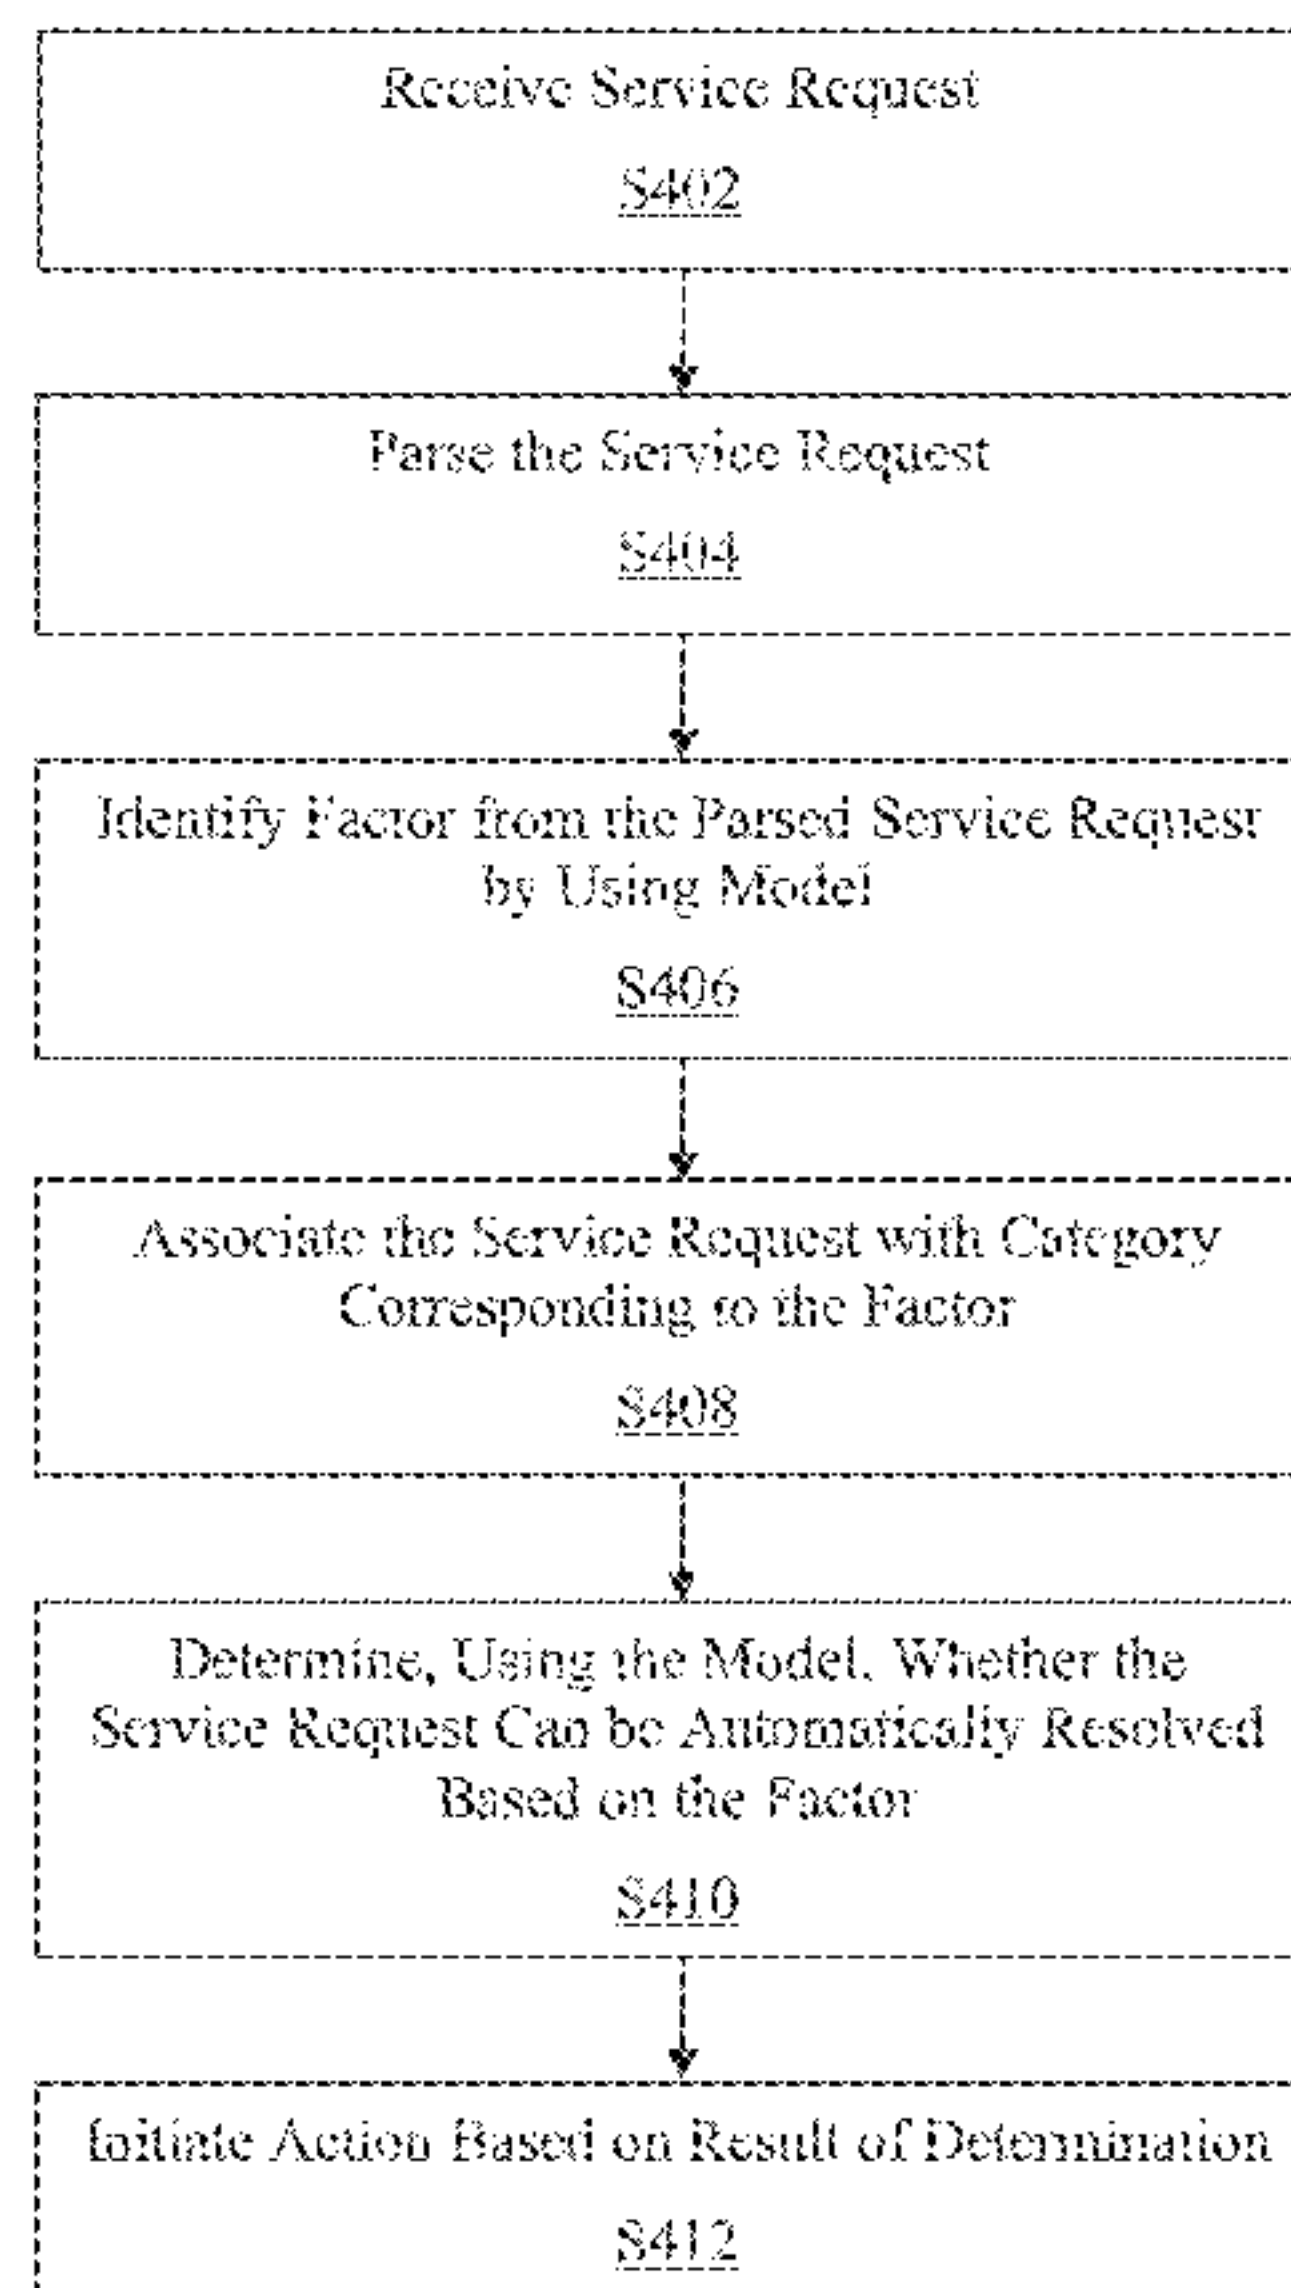 Receive Service Request
S402
Parse the Service Request
S404
Identify Factor from the Parsed Service Request
by Using Model
S406
Associate the Service Request with Category
Corresponding to the Factor
S408
Determine, Using the Model, Whether the
Service Request Can be Automatically Resolved
Based on the Factor
S410
Initiate Action Based on Result of Determination
S412